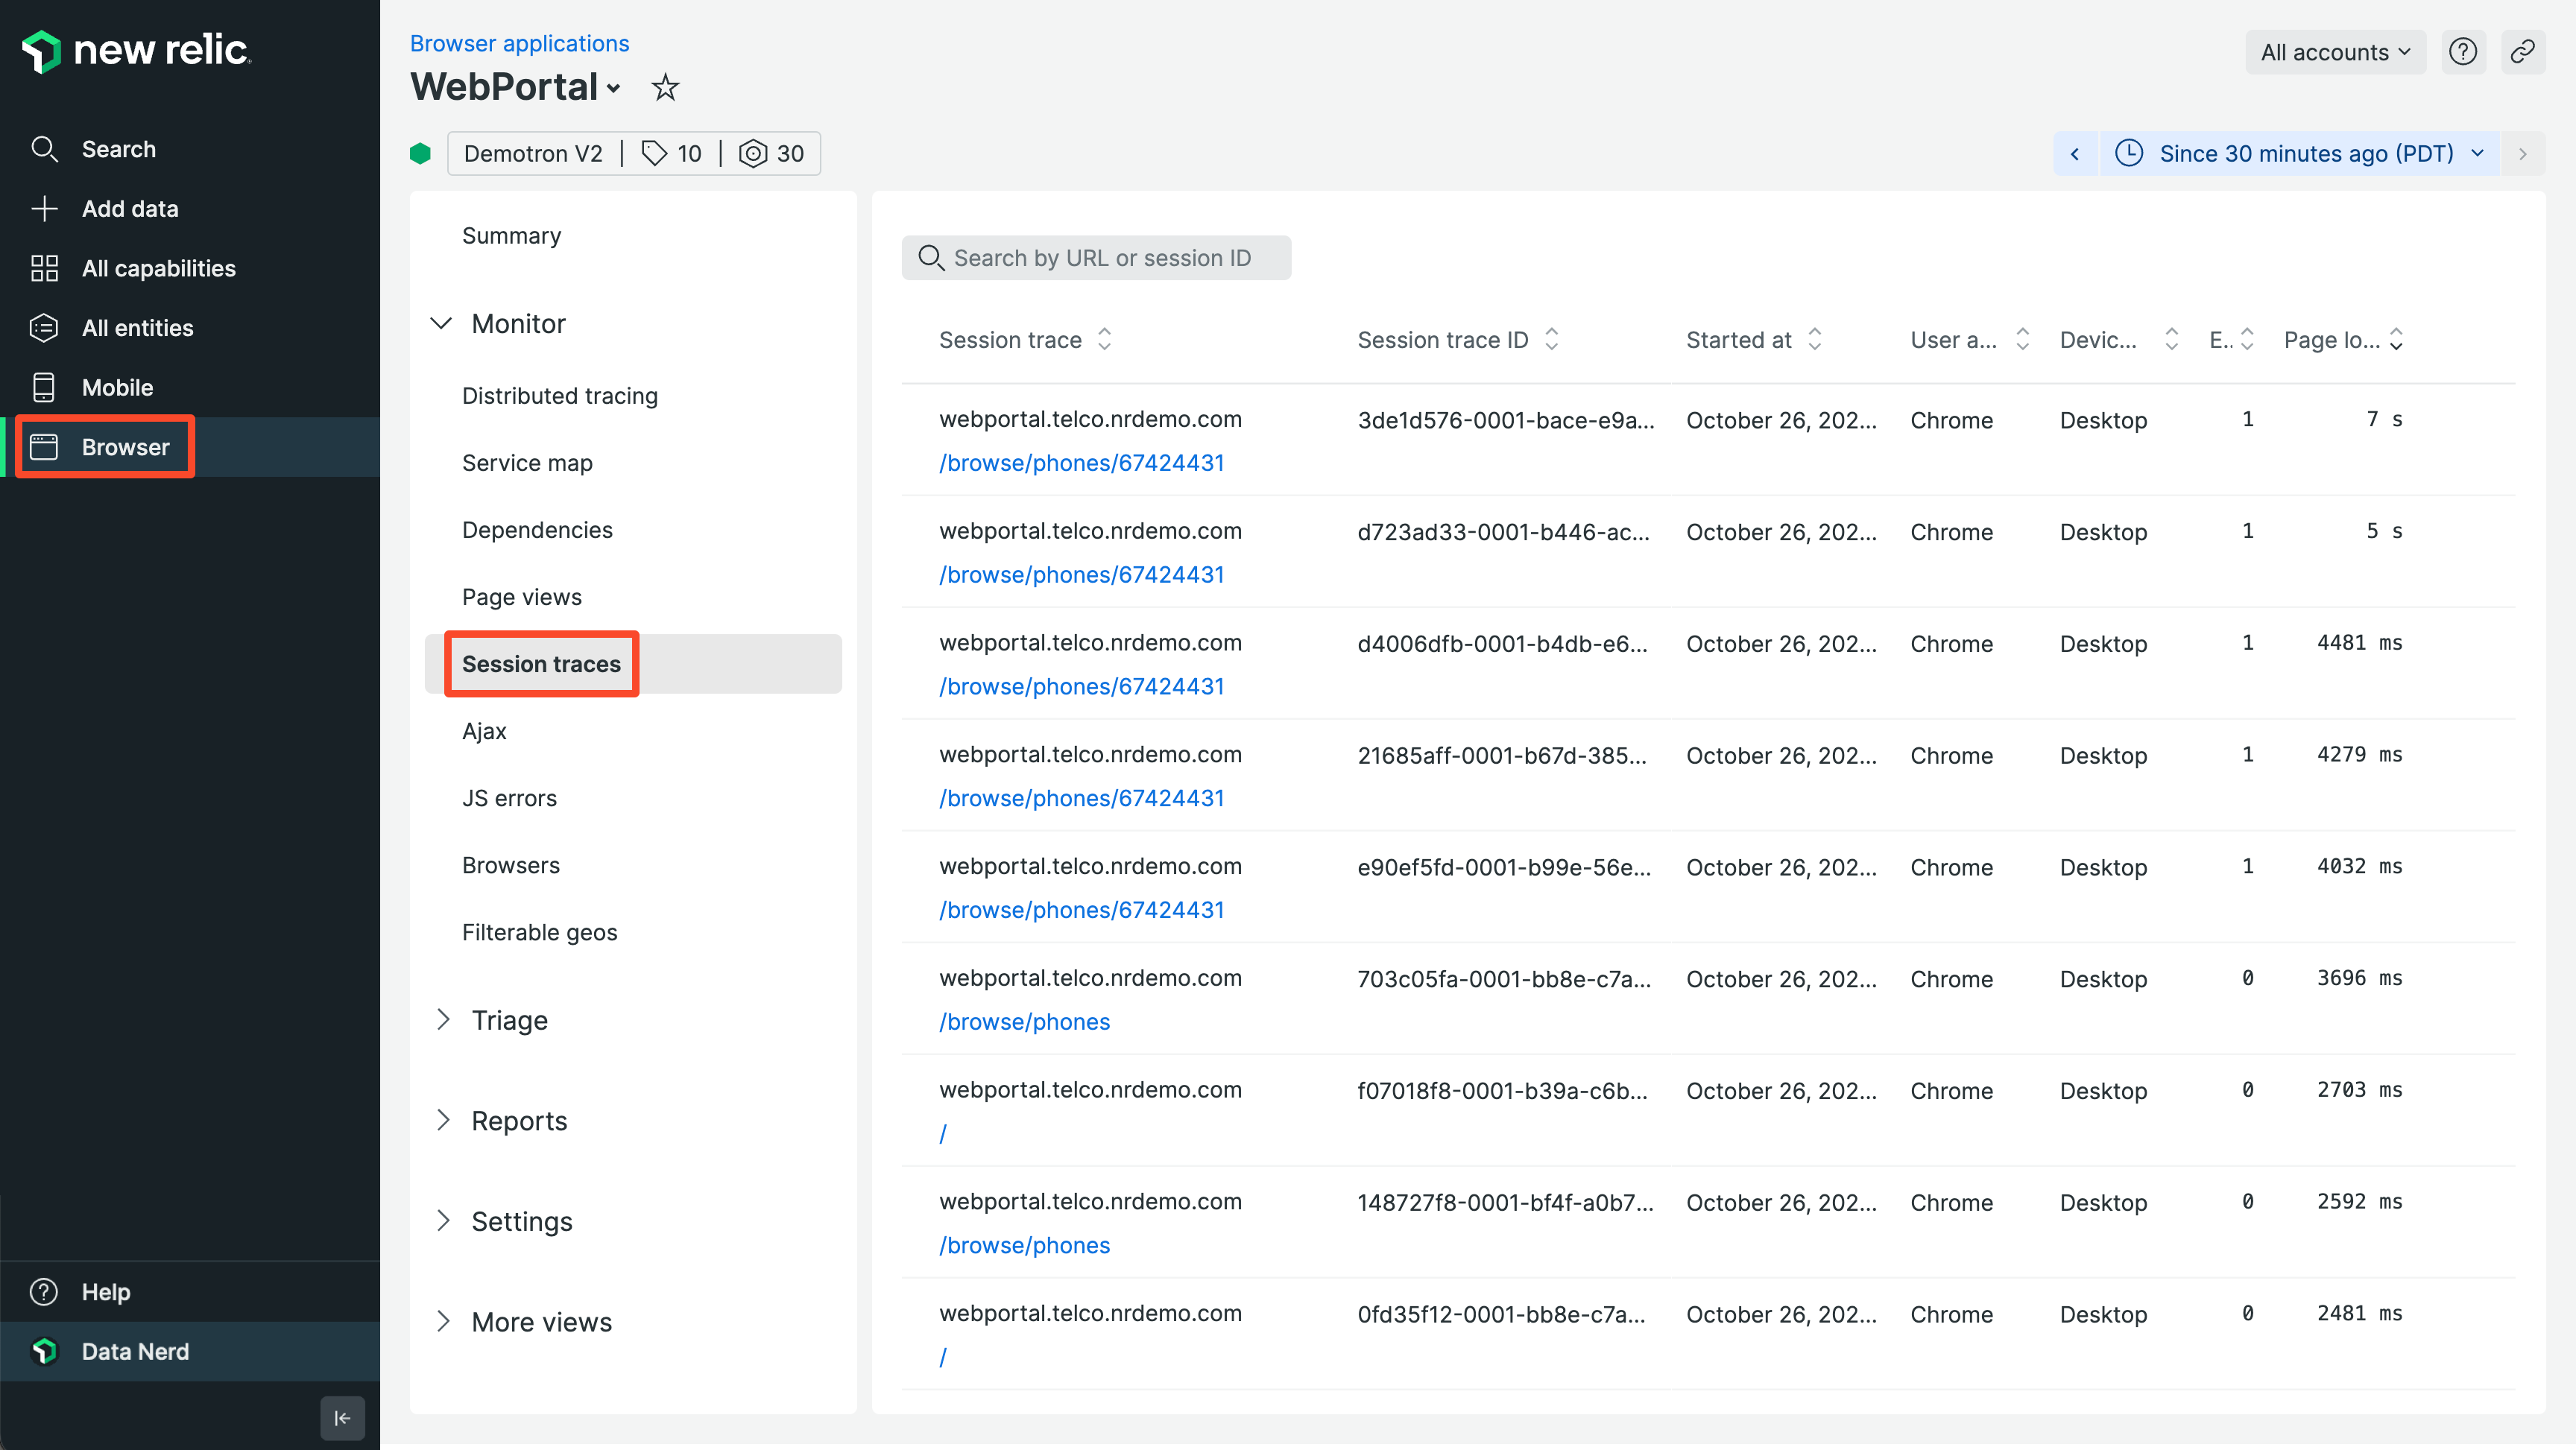 new relic.
Search
Add data
All capabilities
All entities
Mobile
Browser
Help
Data Nerd
Browser applications
WebPortal
Demotron V2 | 10 | 30
All accounts
Since 30 minutes ago (PDT)
Summary
Monitor
Distributed tracing
Service map
Dependencies
Page views
Session traces
Ajax
JS errors
Browsers
Filterable geos
Triage
Reports
Settings
More views
Search by URL or session ID
Session trace Session trace ID Started at User a... Devic... E.. Page lo...
webportal.telco.nrdemo.com 3de1d576-0001-bace-e9a... October 26, 202... Chrome Desktop 1 7 s
/browse/phones/67424431
webportal.telco.nrdemo.com d723ad33-0001-b446-ac... October 26, 202... Chrome Desktop 1 5 s
/browse/phones/67424431
webportal.telco.nrdemo.com d4006dfb-0001-b4db-e6... October 26, 202... Chrome Desktop 1 4481 ms
/browse/phones/67424431
webportal.telco.nrdemo.com 21685aff-0001-b67d-385... October 26, 202... Chrome Desktop 1 4279 ms
/browse/phones/67424431
webportal.telco.nrdemo.com e90ef5fd-0001-b99e-56e... October 26, 202... Chrome Desktop 1 4032 ms
/browse/phones/67424431
webportal.telco.nrdemo.com 703c05fa-0001-bb8e-c7a... October 26, 202... Chrome Desktop 0 3696 ms
/browse/phones
webportal.telco.nrdemo.com f07018f8-0001-b39a-c6b... October 26, 202... Chrome Desktop 0 2703 ms
/
webportal.telco.nrdemo.com 148727f8-0001-bf4f-a0b7... October 26, 202... Chrome Desktop 0 2592 ms
/browse/phones
webportal.telco.nrdemo.com 0fd35f12-0001-bb8e-c7a... October 26, 202... Chrome Desktop 0 2481 ms
/